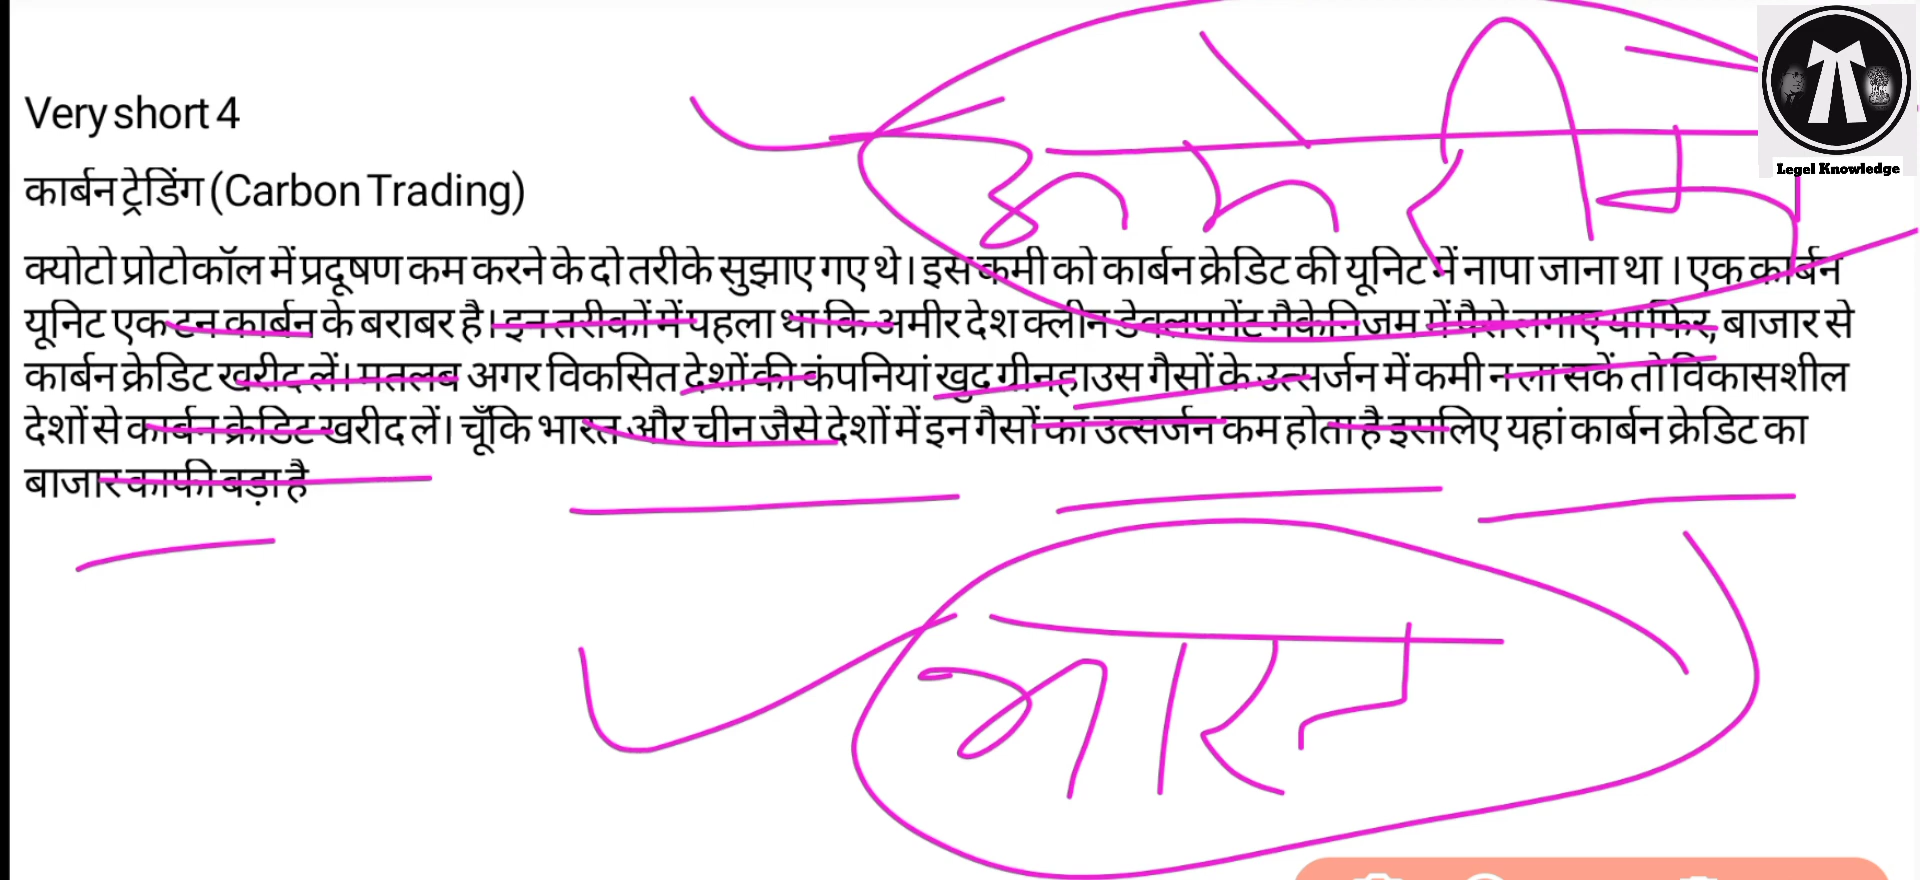 Very short 4
Legel Knowledge
कार्बन ट्रेडिंग (Carbon Trading)
क्योटो प्रोटोकॉल में प्रदूषण कम करने के दो तरीके सुझाए गए थे। इस कमी को कार्बन क्रेडिट की यूनिट में नापा जाना था । एक कार्बन
यूनिट एक टन कार्बन के बराबर है। इन तरीकों में पहला था कि अमीर देश क्लीन डेवलपमेंट मैकेनिजम में पैसे लगाए या फिर, बाजार से
कार्बन क्रेडिट खरीद लें। मतलब अगर विकसित देशों की कंपनियां खुद ग्रीनहाउस गैसों के उत्सर्जन में कमी न ला सकें तो विकासशील
देशों से कार्बन क्रेडिट खरीद लें। चूँकि भारत और चीन जैसे देशों में इन गैसों का उत्सर्जन कम होता है इसलिए यहां कार्बन क्रेडिट का
बाजार काफी बड़ा है
भारत